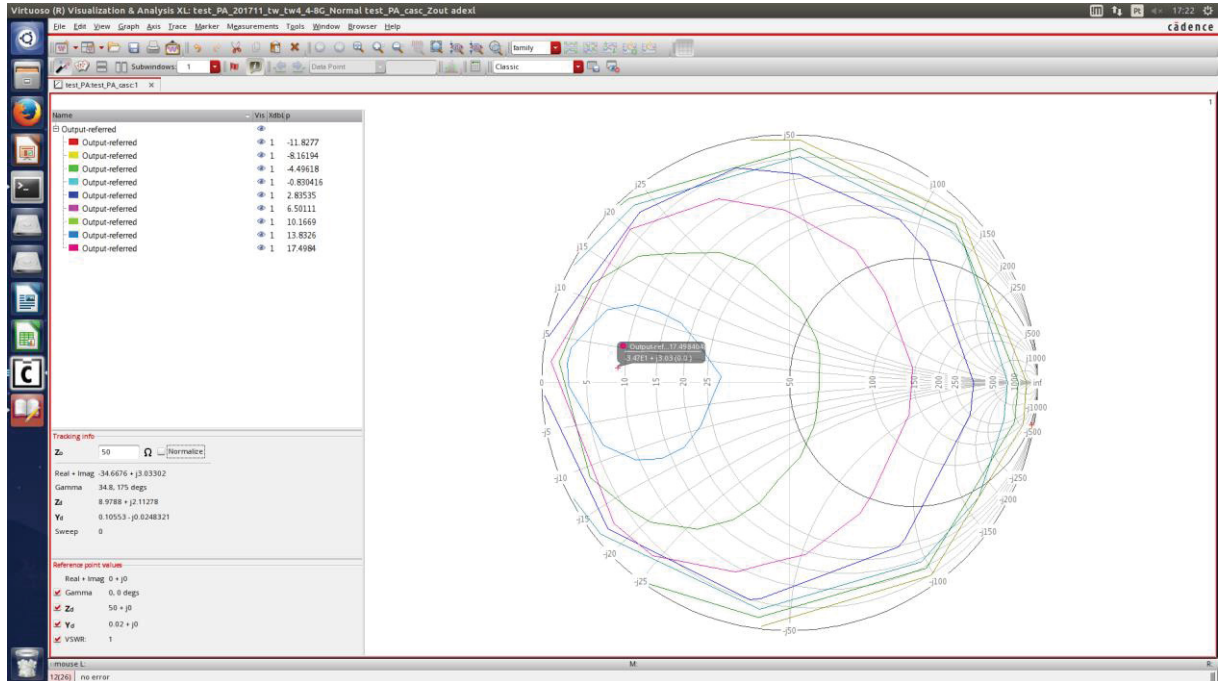 Virtuoso (R) Visualization & Analysis XL: test_PA_201711_tw_tw4_4-8G_Normal test_PA_casc_Zout adexl
Pt
17:22
File Edit View Graph Axis Trace Marker Measurements Tools Window Browser Help
cādence
family
Subwindows: 1
Data Point
Classic
test_PA:test_PA_casc:1
1
Name Vis Xdbl:p
Output-referred
Output-referred 1 -11.8277
Output-referred 1 -8.16194
Output-referred 1 -4.49618
Output-referred 1 -0.830416
Output-referred 1 2.83535
Output-referred 1 6.50111
Output-referred 1 10.1669
Output-referred 1 13.8326
Output-referred 1 17.4984
j50
j25
j100
j20
j150
j15
j200
j250
j10
j5
j500
j1000
0 5 10 15 20 25 50 100 150 200 250 500 1000 inf
-j1000
-j500
-j5
-j10
-j250
-j200
-j15
-j150
-j20
-j25
-j100
-j50
Tracking info
Zo 50 Ω Normalize
Real + Imag -34.6676 + j3.03302
Gamma 34.8, 175 degs
Zd 8.9788 + j2.11278
Yd 0.10553 - j0.0248321
Sweep 0
Reference point values
Real + Imag 0 + j0
Gamma 0, 0 degs
Zd 50 + j0
Yd 0.02 + j0
VSWR: 1
mouse L: M: R:
12(26) no error